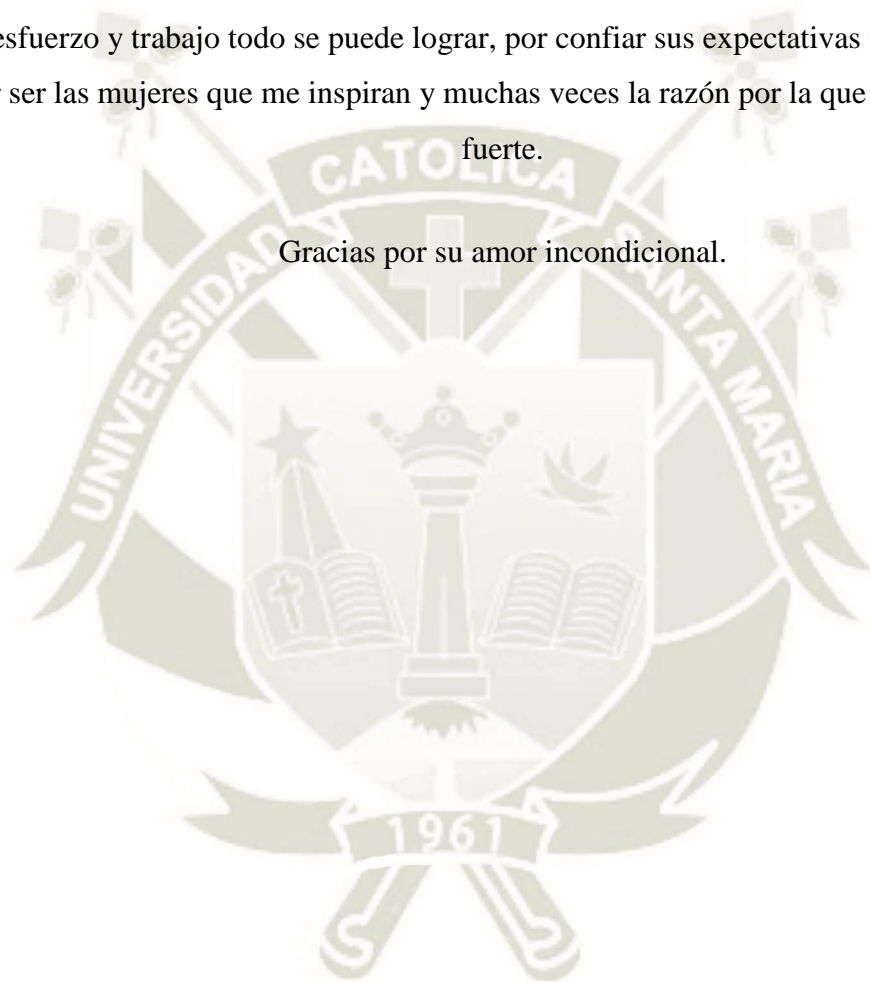 esfuerzo y trabajo todo se puede lograr, por confiar sus expectativas
ser las mujeres que me inspiran y muchas veces la razón por la que
fuerte.
Gracias por su amor incondicional.
UNIVERSIDAD CATOLICA SANTA MARIA
1961